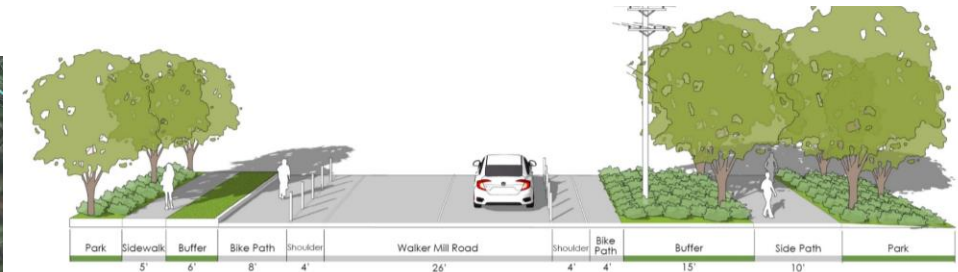 Park Sidewalk Buffer Bike Path Shoulder Walker Mill Road Shoulder Bike Path Buffer Side Path Park
5' 6' 8' 4' 26' 4' 4' 15' 10'